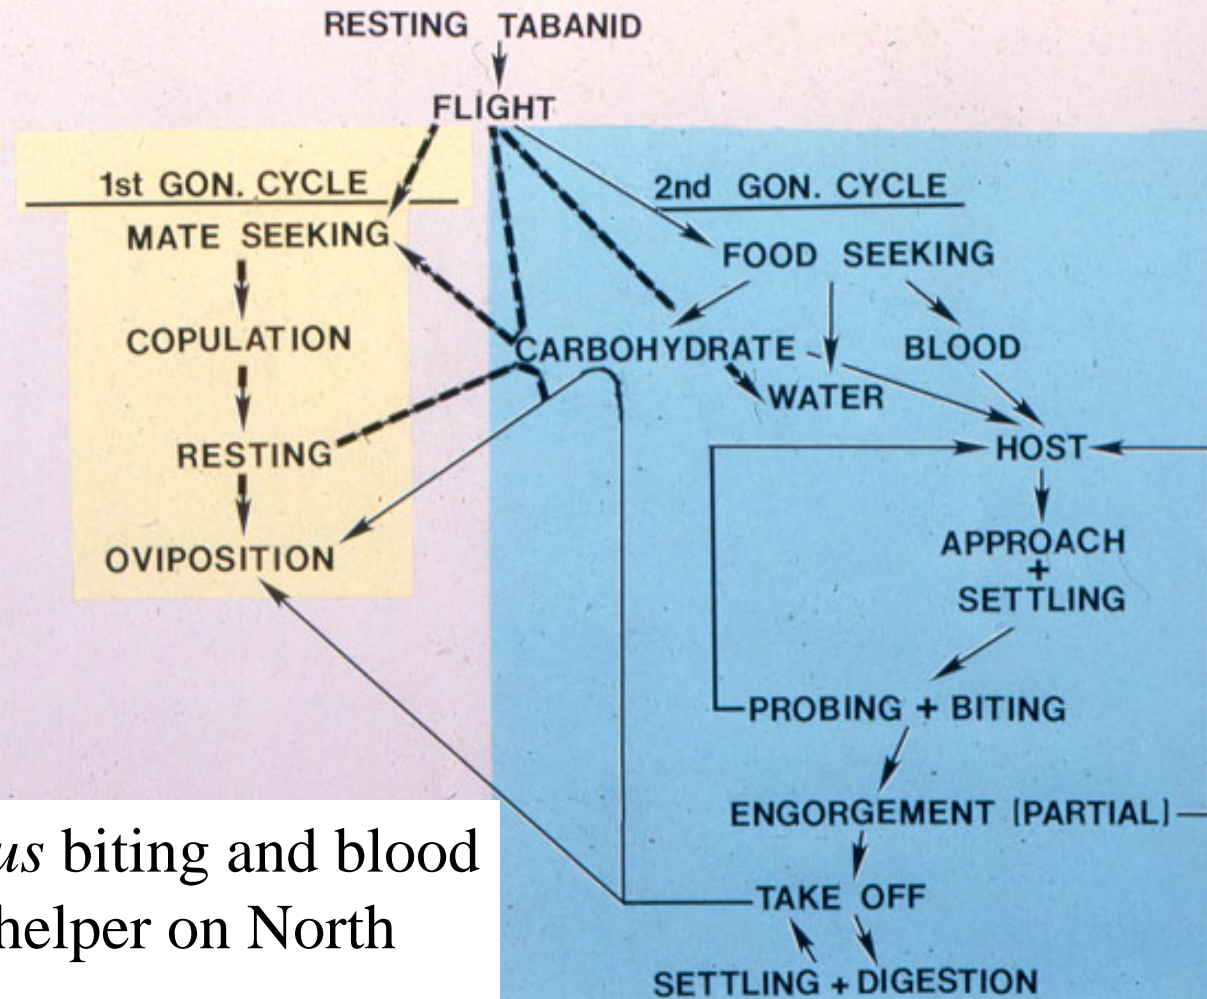 RESTING TABANID
FLIGHT
1st GON. CYCLE
MATE SEEKING
COPULATION
RESTING
OVIPOSITION
2nd GON. CYCLE
FOOD SEEKING
CARBOHYDRATE
BLOOD
WATER
HOST
APPROACH
+
SETTLING
PROBING + BITING
ENGORGEMENT (PARTIAL)
TAKE OFF
SETTLING + DIGESTION
us biting and blood
helper on North